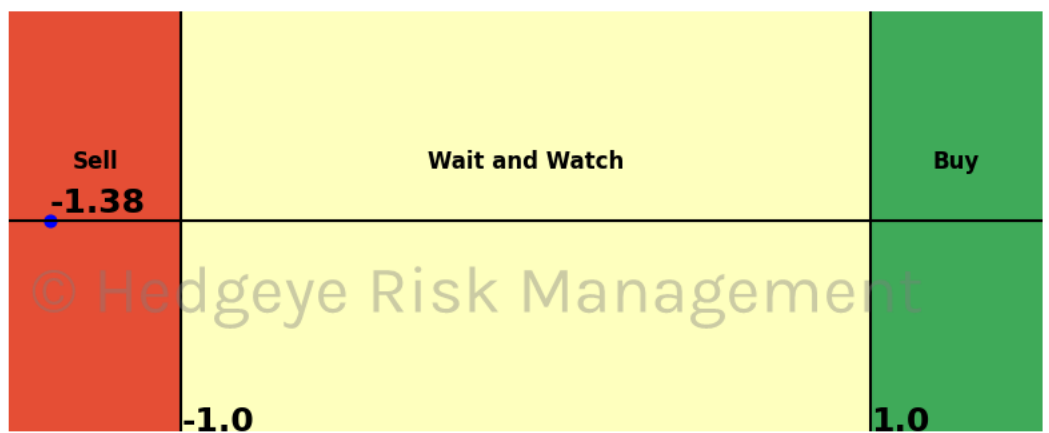 Sell
Wait and Watch
Buy
-1.38
© Hedgeye Risk Management
-1.0
1.0